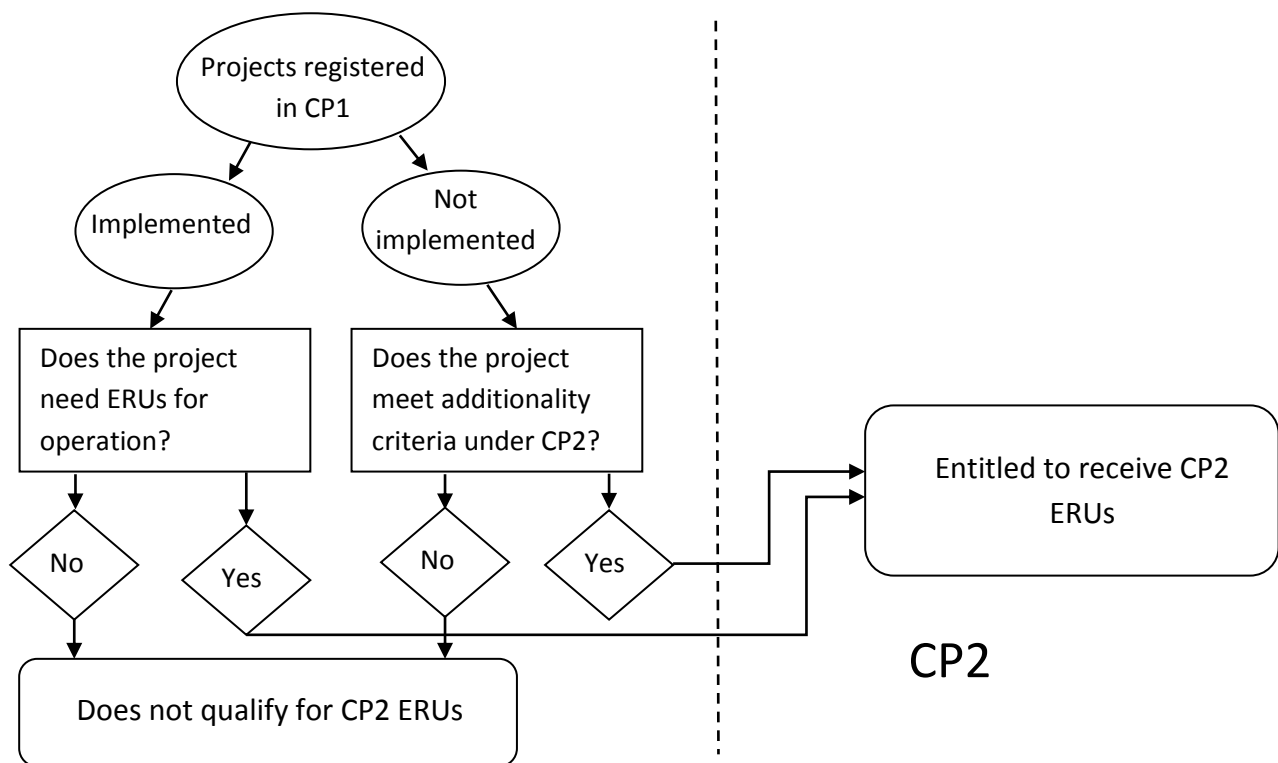 Projects registered
in CP1
Implemented
Not
implemented
Does the project
need ERUs for
operation?
Does the project
meet additionality
criteria under CP2?
Entitled to receive CP2
ERUs
No
Yes
No
Yes
CP2
Does not qualify for CP2 ERUs